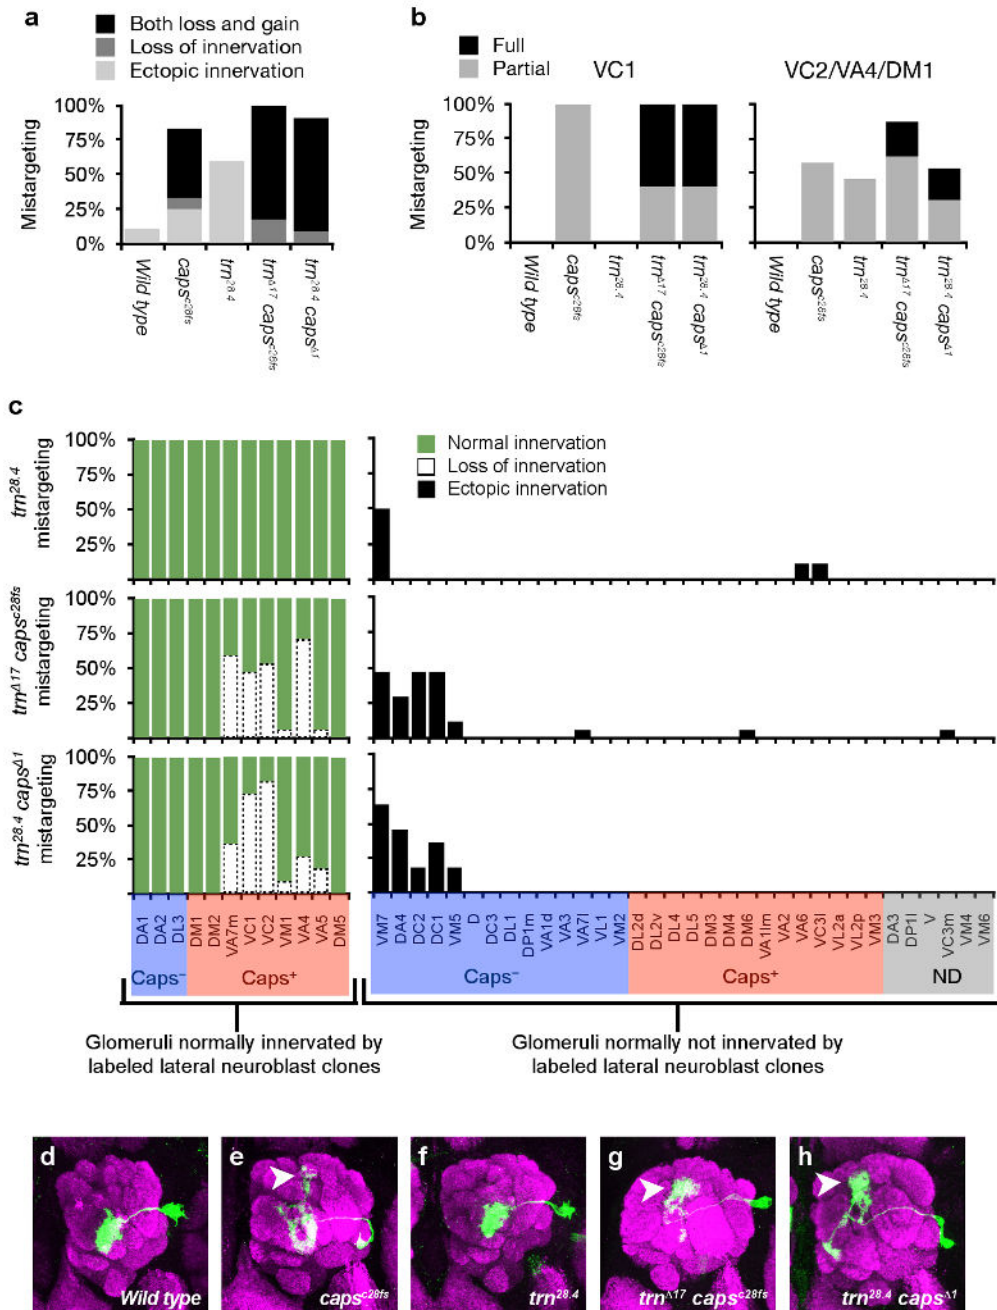 a
Both loss and gain
Loss of innervation
Ectopic innervation
Mistargeting
100%
75%
50%
25%
0%
Wild type
caps^c28fs
trn^28.4
trn^Δ17 caps^c28fs
trn^28.4 caps^Δ1
b
Full
Partial
VC1
VC2/VA4/DM1
Mistargeting
100%
75%
50%
25%
0%
Wild type
caps^c28fs
trn^28.4
trn^Δ17 caps^c28fs
trn^28.4 caps^Δ1
100%
75%
50%
25%
0%
Wild type
caps^c28fs
trn^28.4
trn^Δ17 caps^c28fs
trn^28.4 caps^Δ1
c
Normal innervation
Loss of innervation
Ectopic innervation
trn^28.4 mistargeting
100%
75%
50%
25%
trn^Δ17 caps^c28fs mistargeting
100%
75%
50%
25%
trn^28.4 caps^Δ1 mistargeting
100%
75%
50%
25%
DA1 DA2 DL3 DM1 DM2 VA7m VC1 VC2 VM1 VA4 VA5 DM5
VM7 DA4 DC2 DC1 VM5 D DC3 DL1 DP1m VA1d VA3 VA7l VL1 VM2 DL2d DL2v DL4 DL5 DM3 DM4 DM6 VA1lm VA2 VA6 VC3l VL2a VL2p VM3 DA3 DP1l V VC3m VM4 VM6
Caps⁻ Caps⁺
Caps⁻ Caps⁺ ND
Glomeruli normally innervated by
labeled lateral neuroblast clones
Glomeruli normally not innervated by
labeled lateral neuroblast clones
d
Wild type
e
caps^c28fs
f
trn^28.4
g
trn^Δ17 caps^c28fs
h
trn^28.4 caps^Δ1